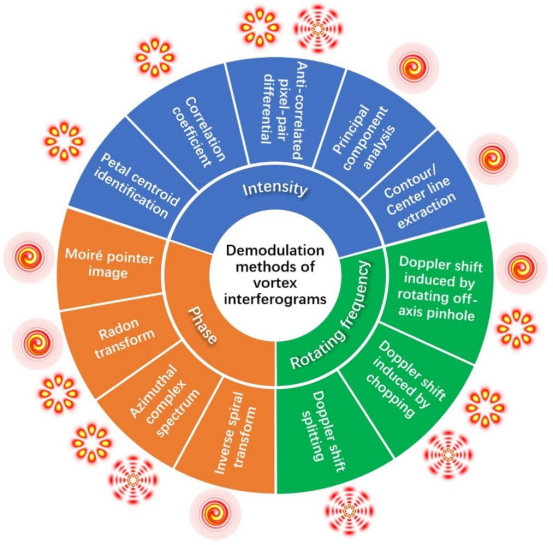 Demodulation
methods of
vortex
interferograms
Intensity
Petal centroid
identification
Correlation
coefficient
Anti-correlated
pixel-pair
differential
Principal
component
analysis
Contour/
Center line
extraction
Rotating frequency
Doppler shift
induced by
rotating off-
axis pinhole
Doppler shift
induced by
chopping
Doppler shift
splitting
Phase
Inverse spiral
transform
Azimuthal
complex
spectrum
Radon
transform
Moiré pointer
image